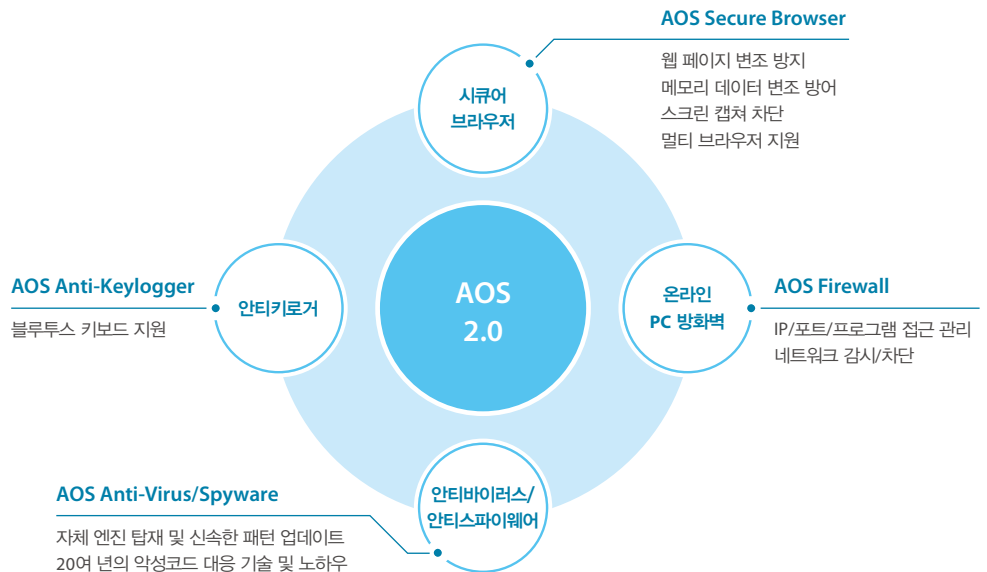 AOS Secure Browser
웹 페이지 변조 방지
메모리 데이터 변조 방어
스크린 캡쳐 차단
멀티 브라우저 지원
시큐어
브라우저
AOS Anti-Keylogger
블루투스 키보드 지원
안티키로거
AOS
2.0
온라인
PC 방화벽
AOS Firewall
IP/포트/프로그램 접근 관리
네트워크 감시/차단
AOS Anti-Virus/Spyware
자체 엔진 탑재 및 신속한 패턴 업데이트
20여 년의 악성코드 대응 기술 및 노하우
안티바이러스/
안티스파이웨어